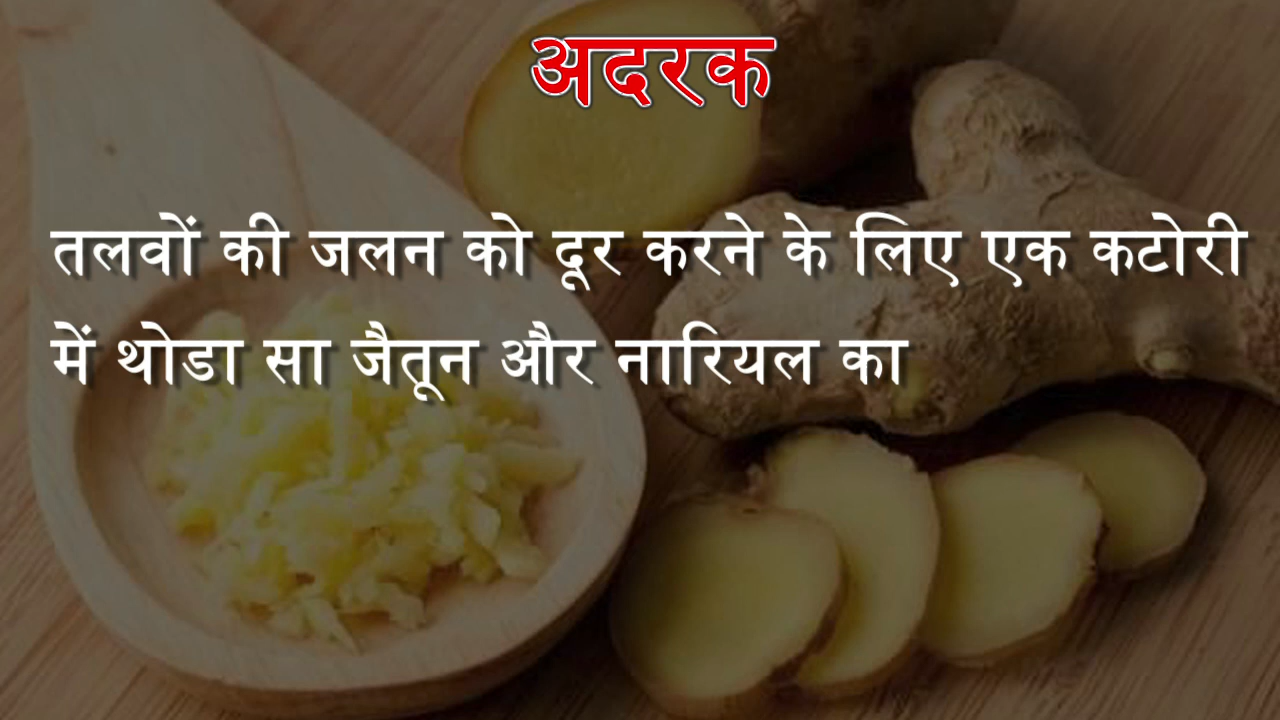 अदरक
तलवों की जलन को दूर करने के लिए एक कटोरी
में थोडा सा जैतून और नारियल का